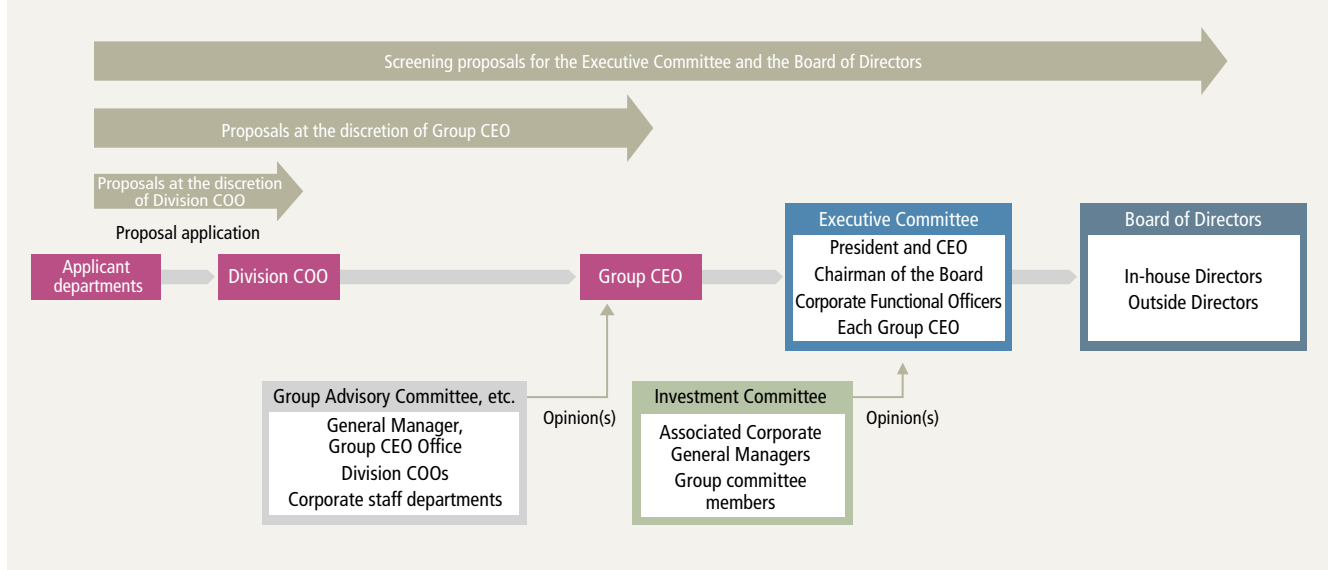 Screening proposals for the Executive Committee and the Board of Directors
Proposals at the discretion of Group CEO
Proposals at the discretion
of Division COO
Proposal application
Applicant
departments
Division COO
Group CEO
Executive Committee
President and CEO
Chairman of the Board
Corporate Functional Officers
Each Group CEO
Board of Directors
In-house Directors
Outside Directors
Group Advisory Committee, etc.
General Manager,
Group CEO Office
Division COOs
Corporate staff departments
Opinion(s)
Investment Committee
Associated Corporate
General Managers
Group committee
members
Opinion(s)